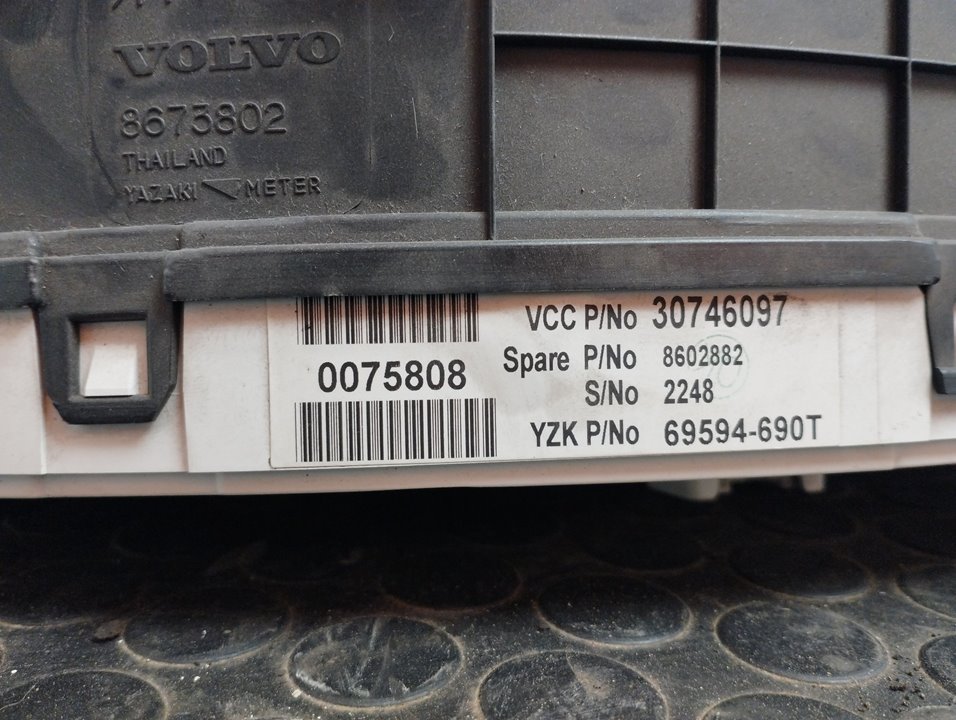 VOLVO
8673802
THAILAND
YAZAKI METER
VCC P/No 30746097
0075808
Spare P/No 8602882
S/No 2248
YZK P/No 69594-690T